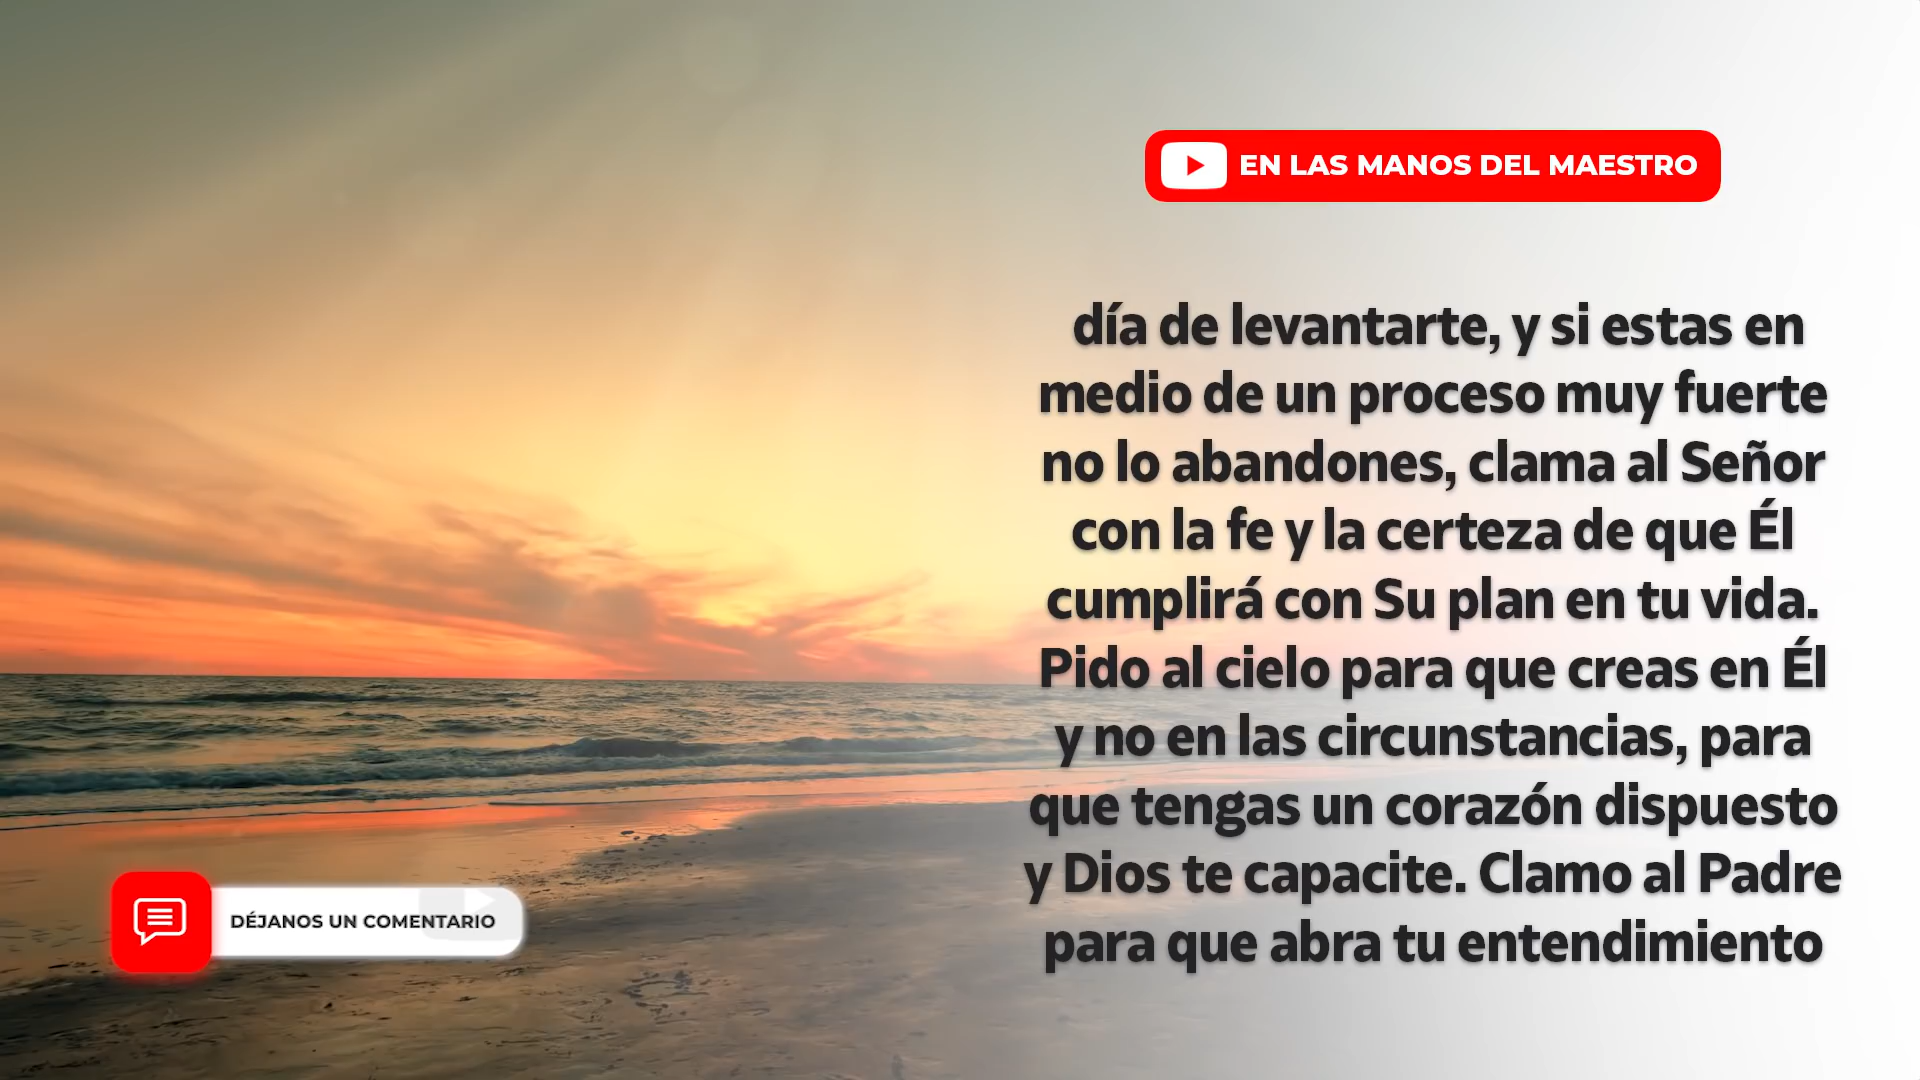 EN LAS MANOS DEL MAESTRO
día de levantarte, y si estas en
medio de un proceso muy fuerte
no lo abandones, clama al Señor
con la fe y la certeza de que Él
cumplirá con Su plan en tu vida.
Pido al cielo para que creas en Él
y no en las circunstancias, para
que tengas un corazón dispuesto
y Dios te capacite. Clamo al Padre
para que abra tu entendimiento
DÉJANOS UN COMENTARIO